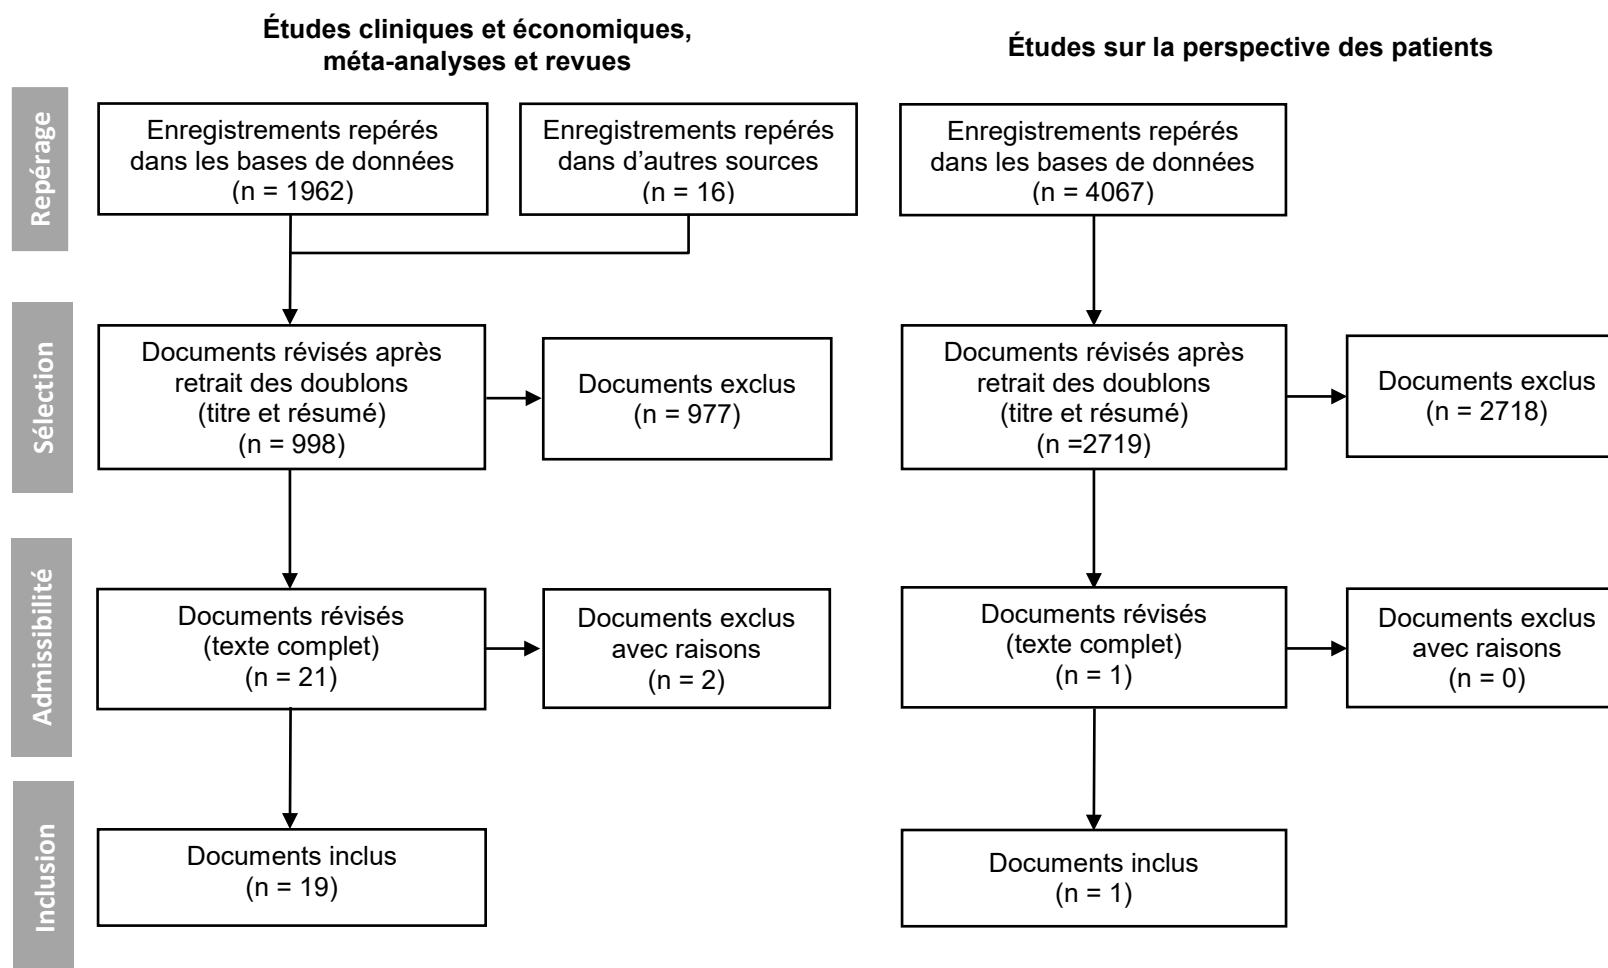 Études cliniques et économiques,
méta-analyses et revues
Études sur la perspective des patients
Repérage
Enregistrements repérés
dans les bases de données
(n = 1962)
Enregistrements repérés
dans d’autres sources
(n = 16)
Enregistrements repérés
dans les bases de données
(n = 4067)
Sélection
Documents révisés après
retrait des doublons
(titre et résumé)
(n = 998)
Documents exclus
(n = 977)
Documents révisés après
retrait des doublons
(titre et résumé)
(n =2719)
Documents exclus
(n = 2718)
Admissibilité
Documents révisés
(texte complet)
(n = 21)
Documents exclus
avec raisons
(n = 2)
Documents révisés
(texte complet)
(n = 1)
Documents exclus
avec raisons
(n = 0)
Inclusion
Documents inclus
(n = 19)
Documents inclus
(n = 1)